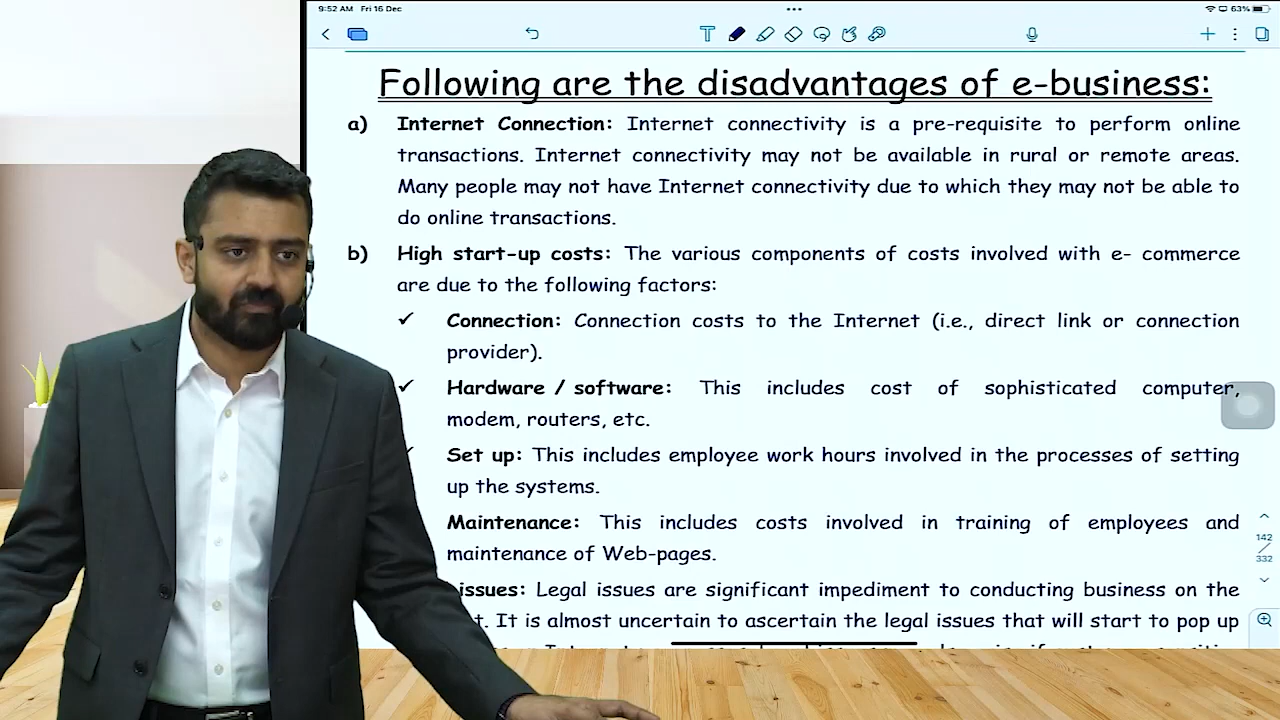 9:52 AM Fri 16 Dec
63%
Following are the disadvantages of e-business:
a) Internet Connection: Internet connectivity is a pre-requisite to perform online
transactions. Internet connectivity may not be available in rural or remote areas.
Many people may not have Internet connectivity due to which they may not be able to
do online transactions.
b) High start-up costs: The various components of costs involved with e- commerce
are due to the following factors:
✓ Connection: Connection costs to the Internet (i.e., direct link or connection
provider).
✓ Hardware / software: This includes cost of sophisticated computer,
modem, routers, etc.
Set up: This includes employee work hours involved in the processes of setting
up the systems.
Maintenance: This includes costs involved in training of employees and
maintenance of Web-pages.
issues: Legal issues are significant impediment to conducting business on the
It is almost uncertain to ascertain the legal issues that will start to pop up
142
332